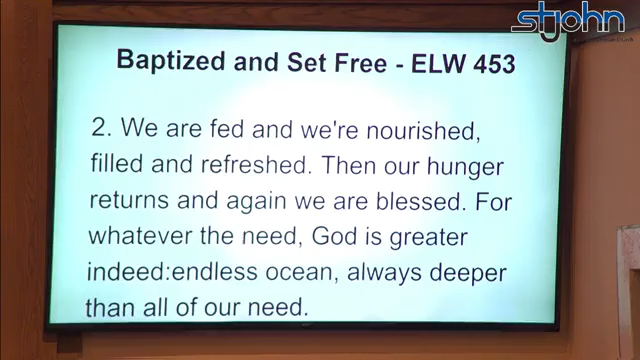 stjohn
Baptized and Set Free - ELW 453
2. We are fed and we're nourished,
filled and refreshed. Then our hunger
returns and again we are blessed. For
whatever the need, God is greater
indeed:endless ocean, always deeper
than all of our need.